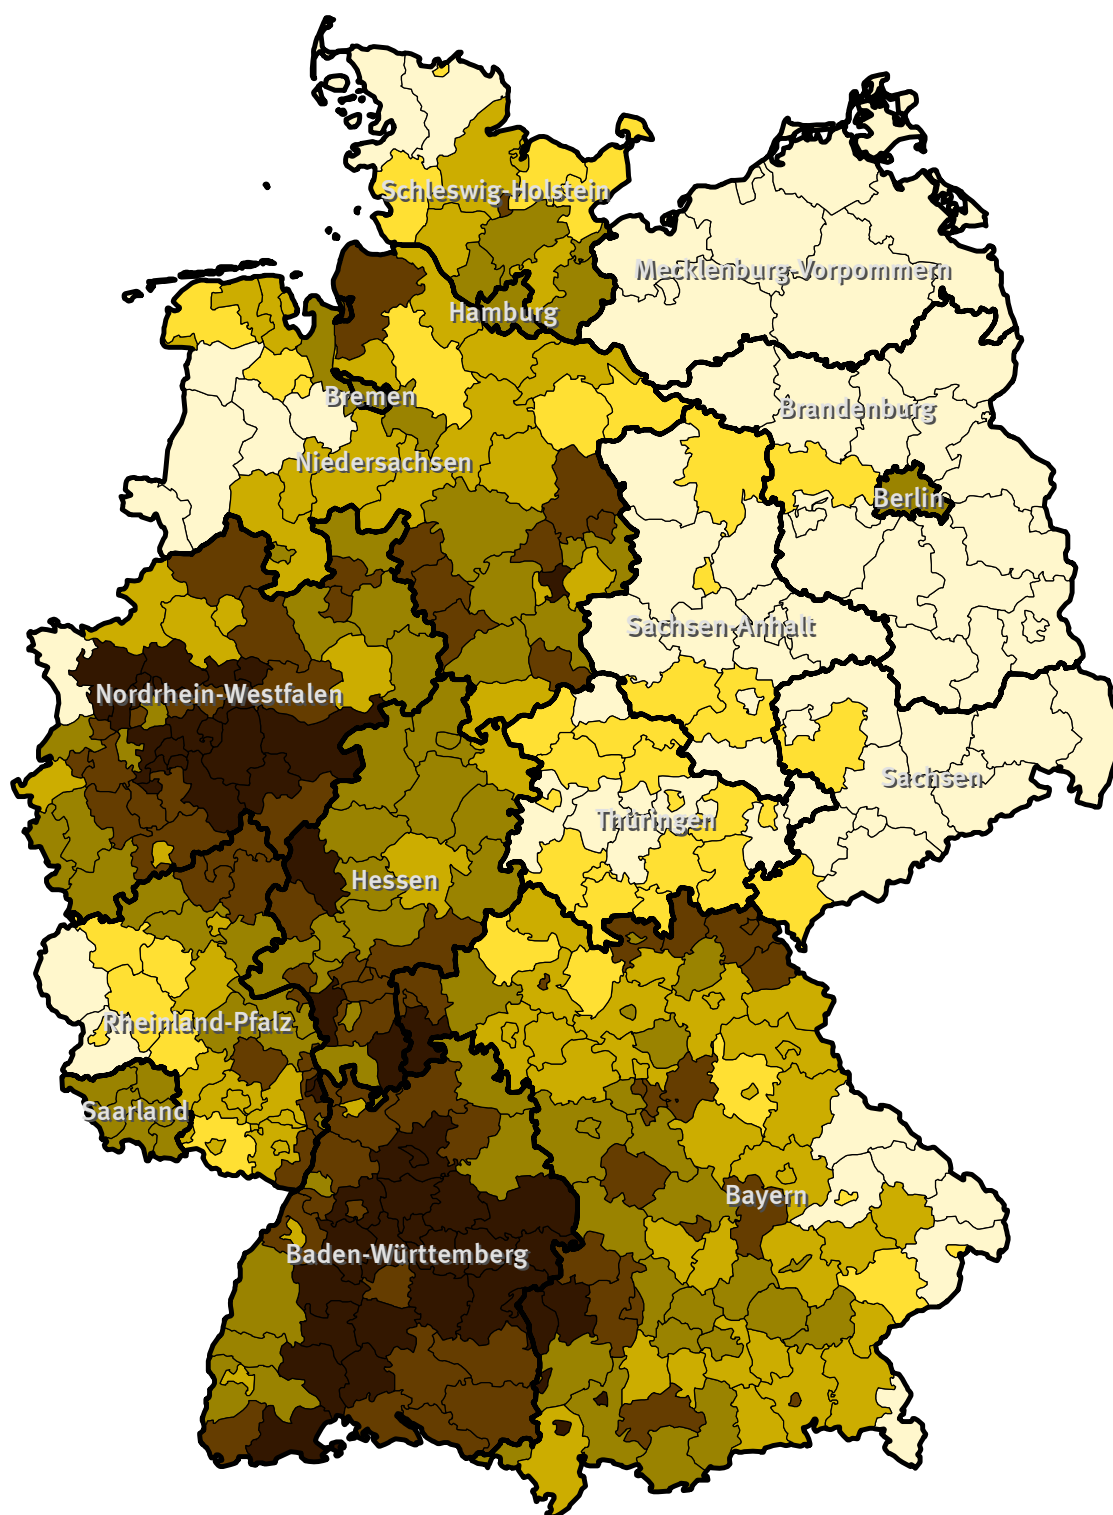 Schleswig-Holstein
Mecklenburg-Vorpommern
Hamburg
Bremen
Brandenburg
Niedersachsen
Berlin
Sachsen-Anhalt
Nordrhein-Westfalen
Sachsen
Thüringen
Hessen
Rheinland-Pfalz
Saarland
Bayern
Baden-Württemberg